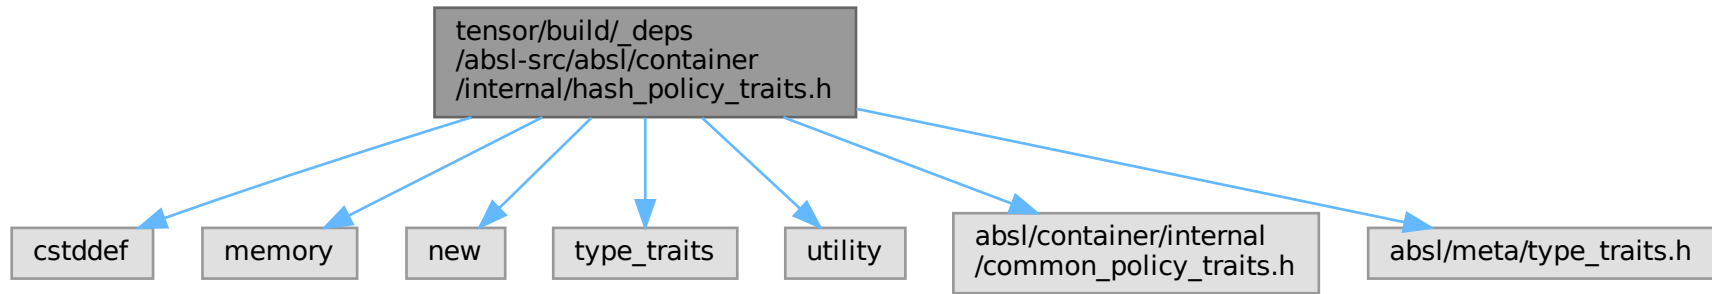 tensor/build/_deps
/absl-src/absl/container
/internal/hash_policy_traits.h
cstddef
memory
new
type_traits
utility
absl/container/internal
/common_policy_traits.h
absl/meta/type_traits.h